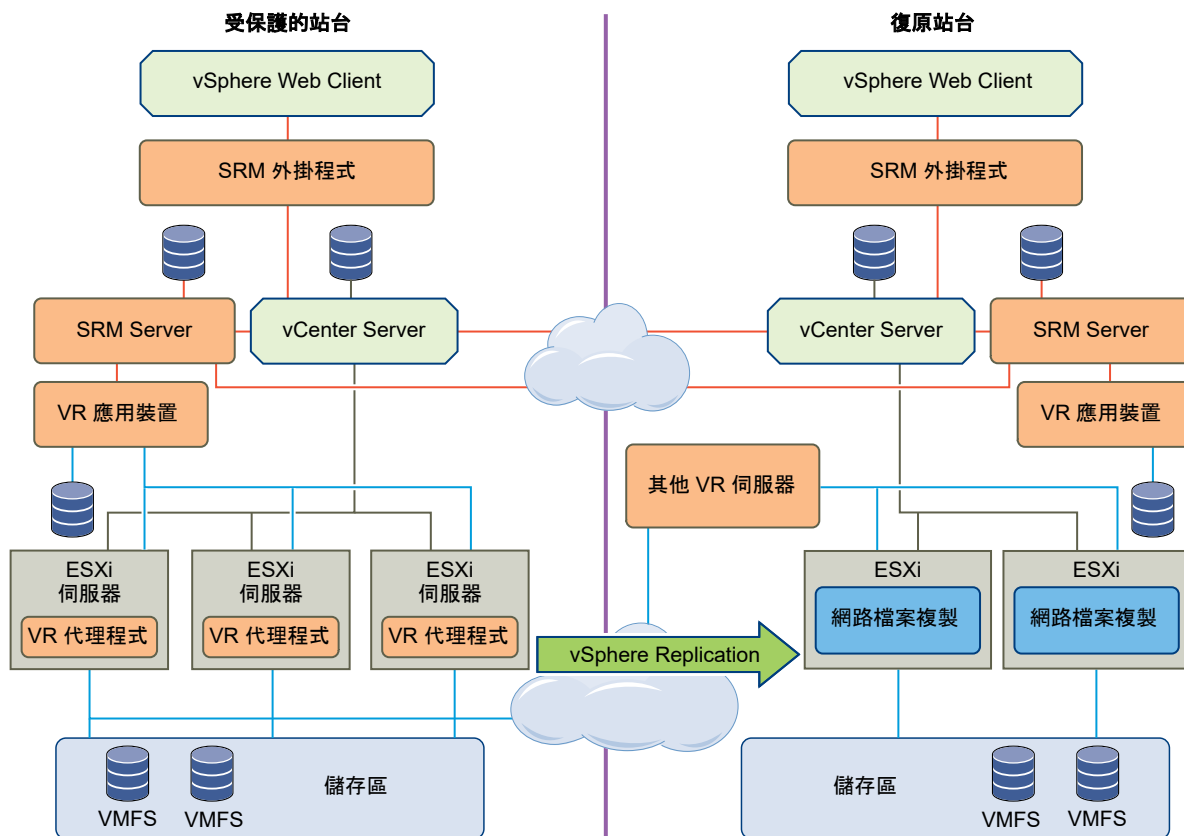 受保護的站台
復原站台
vSphere Web Client
vSphere Web Client
SRM 外掛程式
SRM 外掛程式
SRM Server
vCenter Server
vCenter Server
SRM Server
VR 應用裝置
VR 應用裝置
其他 VR 伺服器
ESXi
伺服器
VR 代理程式
ESXi
伺服器
VR 代理程式
ESXi
伺服器
VR 代理程式
vSphere Replication
ESXi
網路檔案複製
ESXi
網路檔案複製
儲存區
VMFS
VMFS
儲存區
VMFS
VMFS